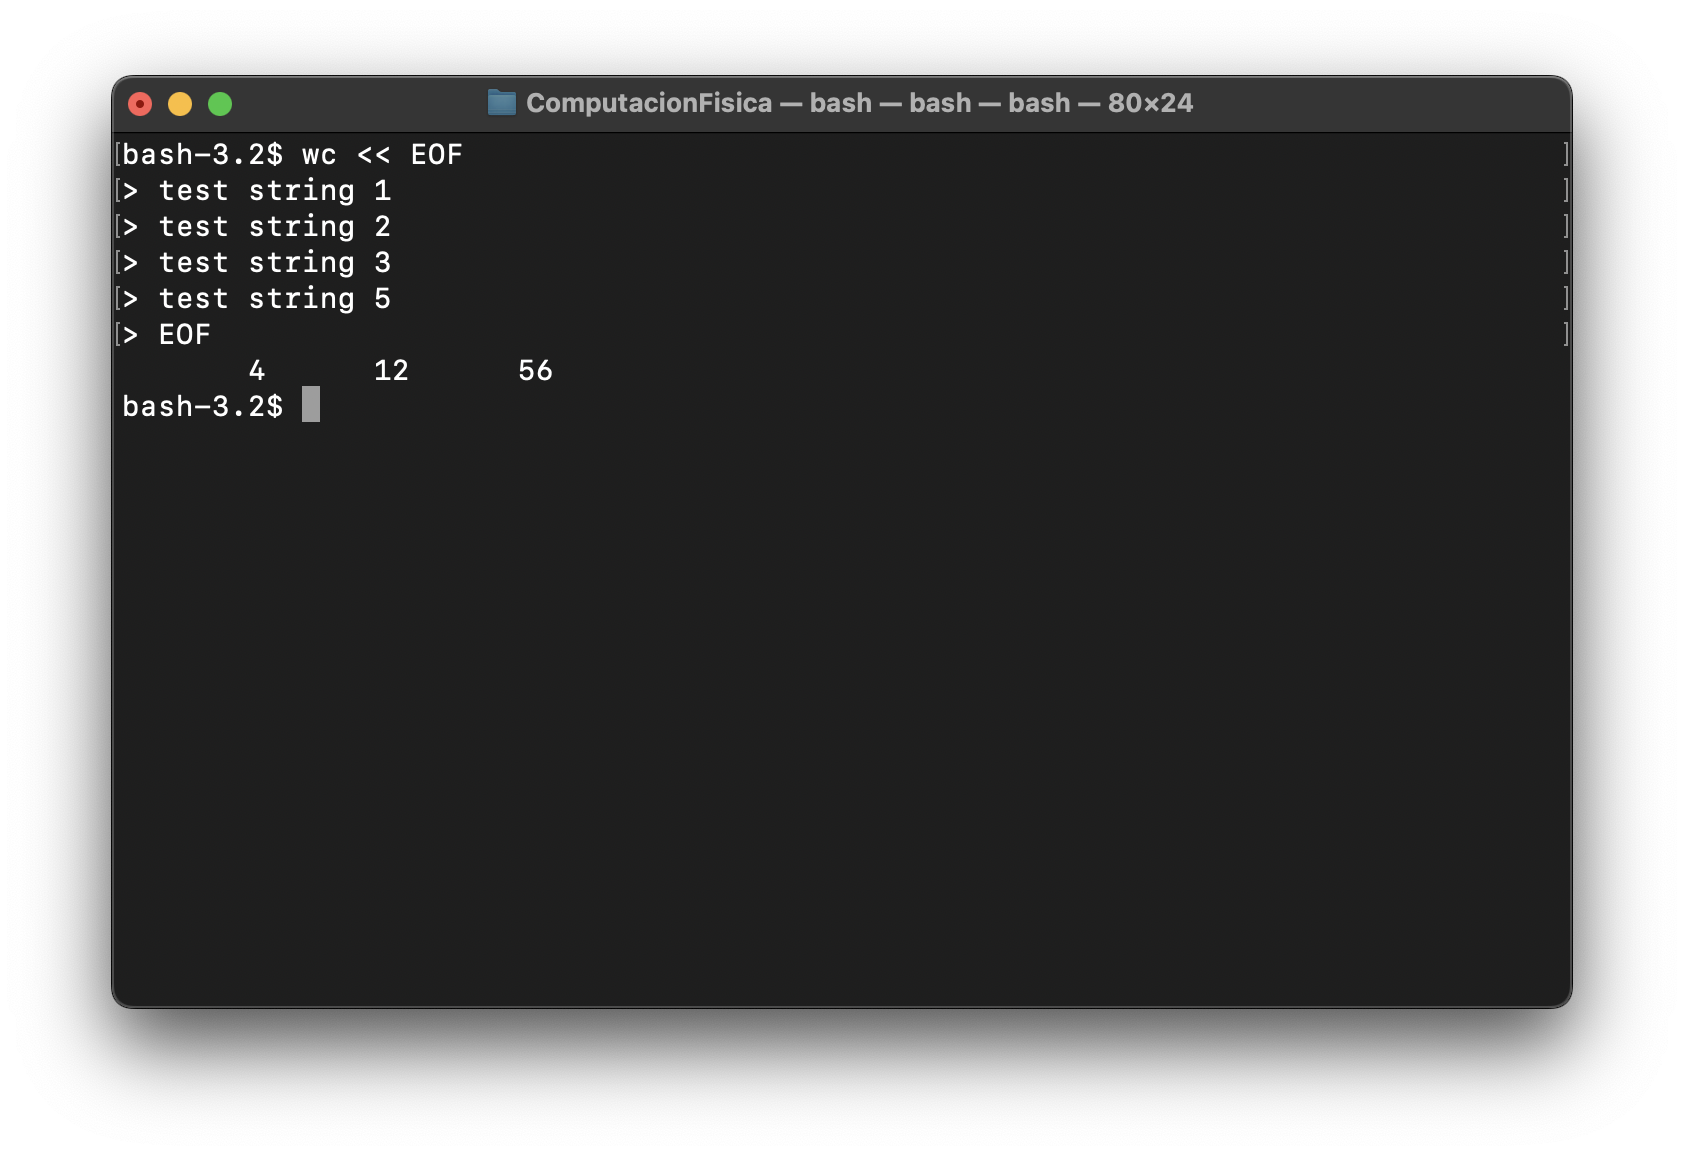 ComputacionFisica — bash — bash — bash — 80×24
[bash-3.2$ wc << EOF ]
[> test string 1 ]
[> test string 2 ]
[> test string 3 ]
[> test string 5 ]
[> EOF ]
       4      12      56
bash-3.2$